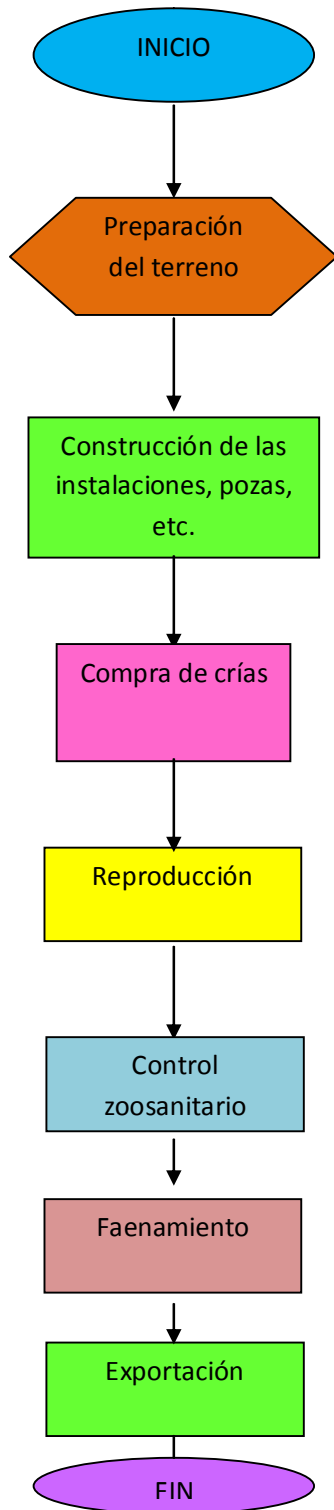 INICIO
Preparación
del terreno
Construcción de las
instalaciones, pozas,
etc.
Compra de crías
Reproducción
Control
zoosanitario
Faenamiento
Exportación
FIN